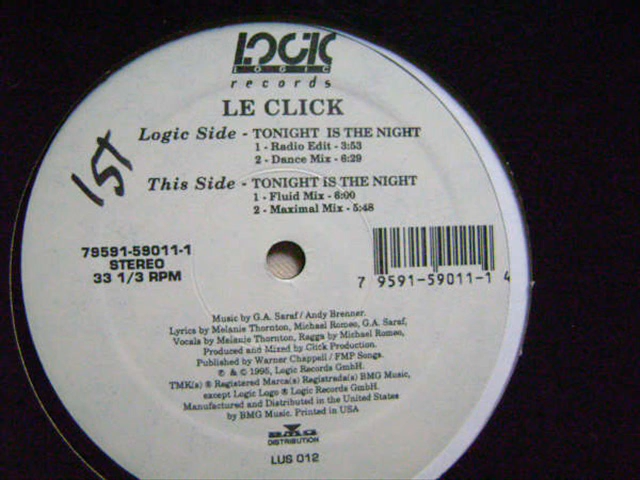 LOGIC
LOGIC
records
LE CLICK
Logic Side - TONIGHT IS THE NIGHT
1 - Radio Edit - 3:53
2 - Dance Mix - 6:29
This Side - TONIGHT iS THE NIGHT
1 - Fluid Mix - 6:00
2 - Maximal Mix - 5:48
1ST
79591-59011-1
STEREO
33 1/3 RPM
7 9591-59011-1 4
Music by G.A. Saraf / Andy Brenner.
Lyrics by Melanie Thornton, Michael Romeo, G.A. Saraf,
Vocals by Melanie Thornton, Ragga by Michael Romeo,
Produced and Mixed by Click Production.
Published by Warner Chappell / FMP Songs.
℗ & © 1995, Logic Records GmbH.
TMK(s) ® Registered Marca(s) Registrada(s) BMG Music,
except Logic Logo ® Logic Records GmbH.
Manufactured and Distributed in the United States
by BMG Music. Printed in USA
BMG
DISTRIBUTION
LUS 012